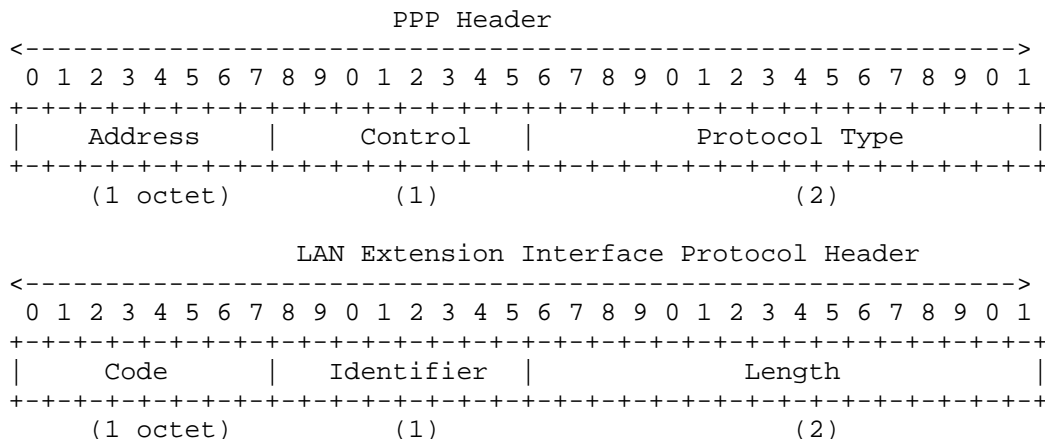 PPP Header
<-------------------------------------------------------------->
0 1 2 3 4 5 6 7 8 9 0 1 2 3 4 5 6 7 8 9 0 1 2 3 4 5 6 7 8 9 0 1
+-+-+-+-+-+-+-+-+-+-+-+-+-+-+-+-+-+-+-+-+-+-+-+-+-+-+-+-+-+-+-+-+
| Address | Control | Protocol Type |
+-+-+-+-+-+-+-+-+-+-+-+-+-+-+-+-+-+-+-+-+-+-+-+-+-+-+-+-+-+-+-+-+
(1 octet) (1) (2)
LAN Extension Interface Protocol Header
<-------------------------------------------------------------->
0 1 2 3 4 5 6 7 8 9 0 1 2 3 4 5 6 7 8 9 0 1 2 3 4 5 6 7 8 9 0 1
+-+-+-+-+-+-+-+-+-+-+-+-+-+-+-+-+-+-+-+-+-+-+-+-+-+-+-+-+-+-+-+-+
| Code | Identifier | Length |
+-+-+-+-+-+-+-+-+-+-+-+-+-+-+-+-+-+-+-+-+-+-+-+-+-+-+-+-+-+-+-+-+
(1 octet) (1) (2)